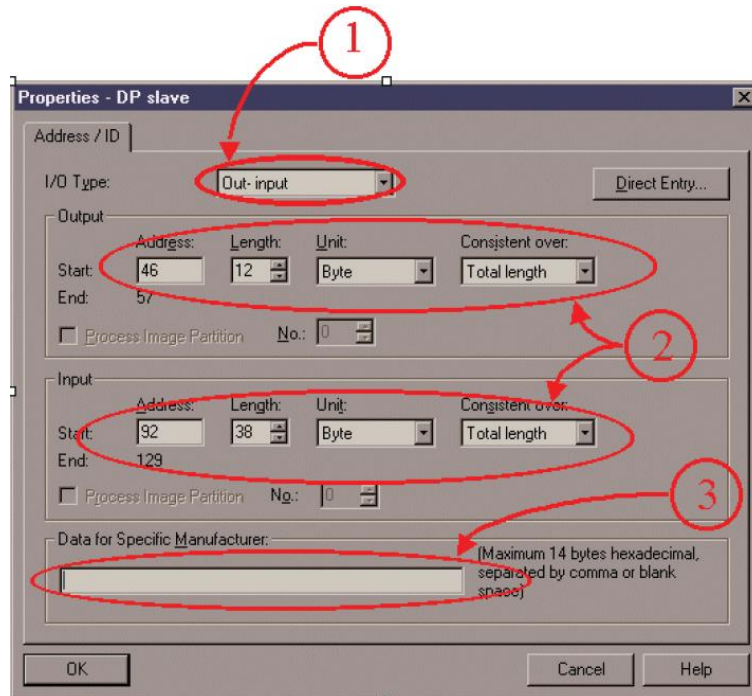 1
Properties - DP slave
Address / ID
I/O Type: Out- input Direct Entry...
Output
Address: Length: Unit: Consistent over:
Start: 46 12 Byte Total length
End: 57
Process Image Partition No.: 0
2
Input
Address: Length: Unit: Consistent over:
Start: 92 38 Byte Total length
End: 129
Process Image Partition No.: 0
3
Data for Specific Manufacturer:
(Maximum 14 bytes hexadecimal,
separated by comma or blank
space)
OK Cancel Help